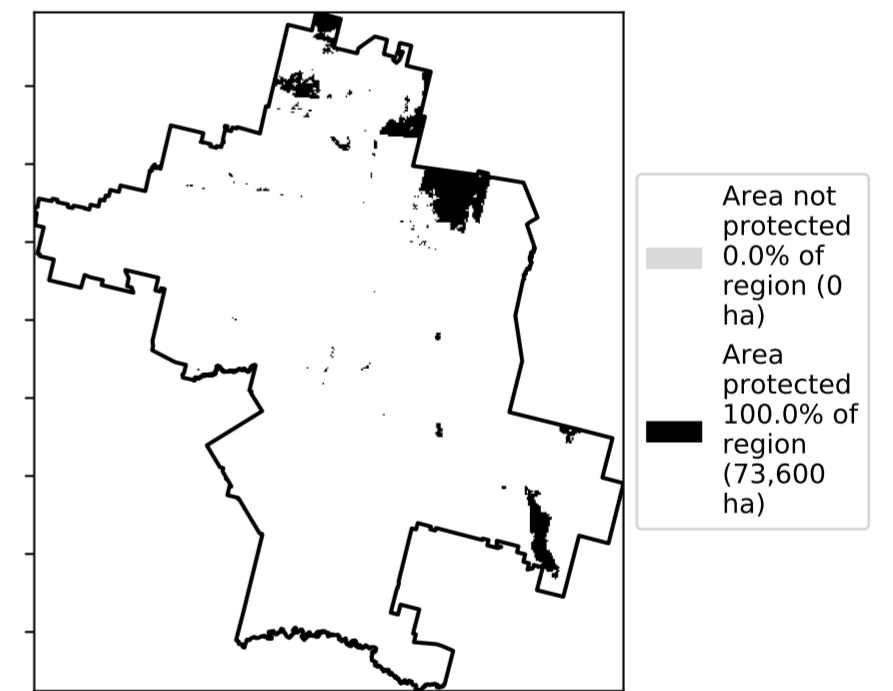 Area not
protected
0.0% of
region (0
ha)
Area
protected
100.0% of
region
(73,600
ha)